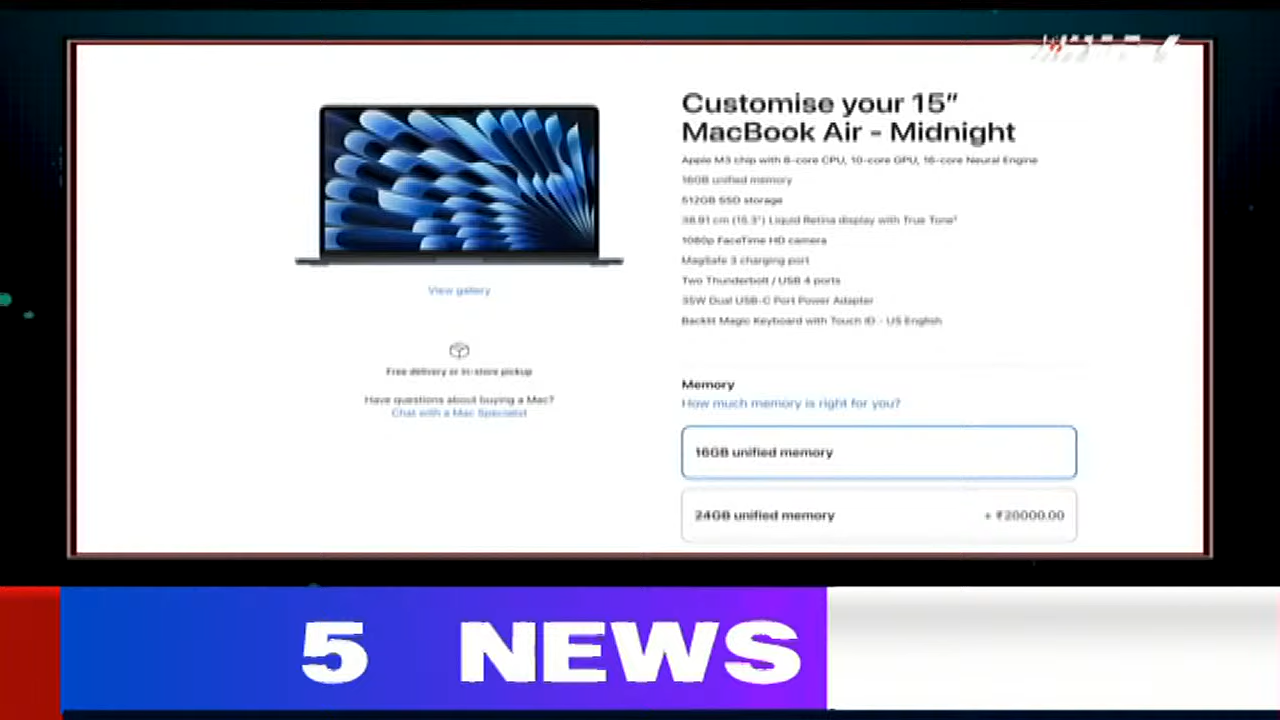 Customise your 15″
MacBook Air - Midnight
Apple M3 chip with 8-core CPU, 10-core GPU, 16-core Neural Engine
16GB unified memory
512GB SSD storage
38.91 cm (15.3″) Liquid Retina display with True Tone²
1080p FaceTime HD camera
MagSafe 3 charging port
Two Thunderbolt / USB 4 ports
35W Dual USB-C Port Power Adapter
Backlit Magic Keyboard with Touch ID - US English
View gallery
Free delivery or in-store pickup
Have questions about buying a Mac?
Chat with a Mac Specialist
Memory
How much memory is right for you?
16GB unified memory
24GB unified memory + ₹20000.00
5 NEWS